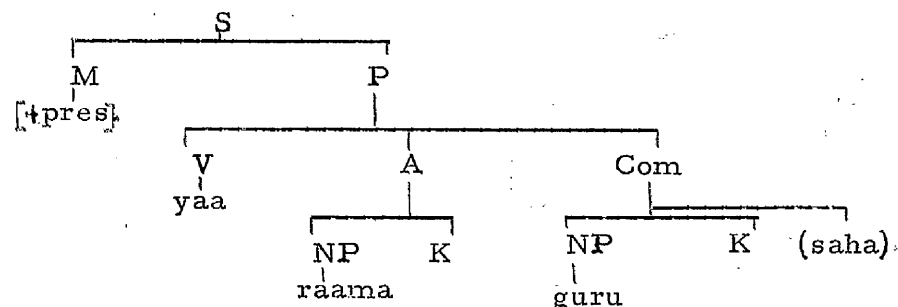 S
M P
[+pres]
V A Com
yaa
NP K NP K (saha)
raama guru